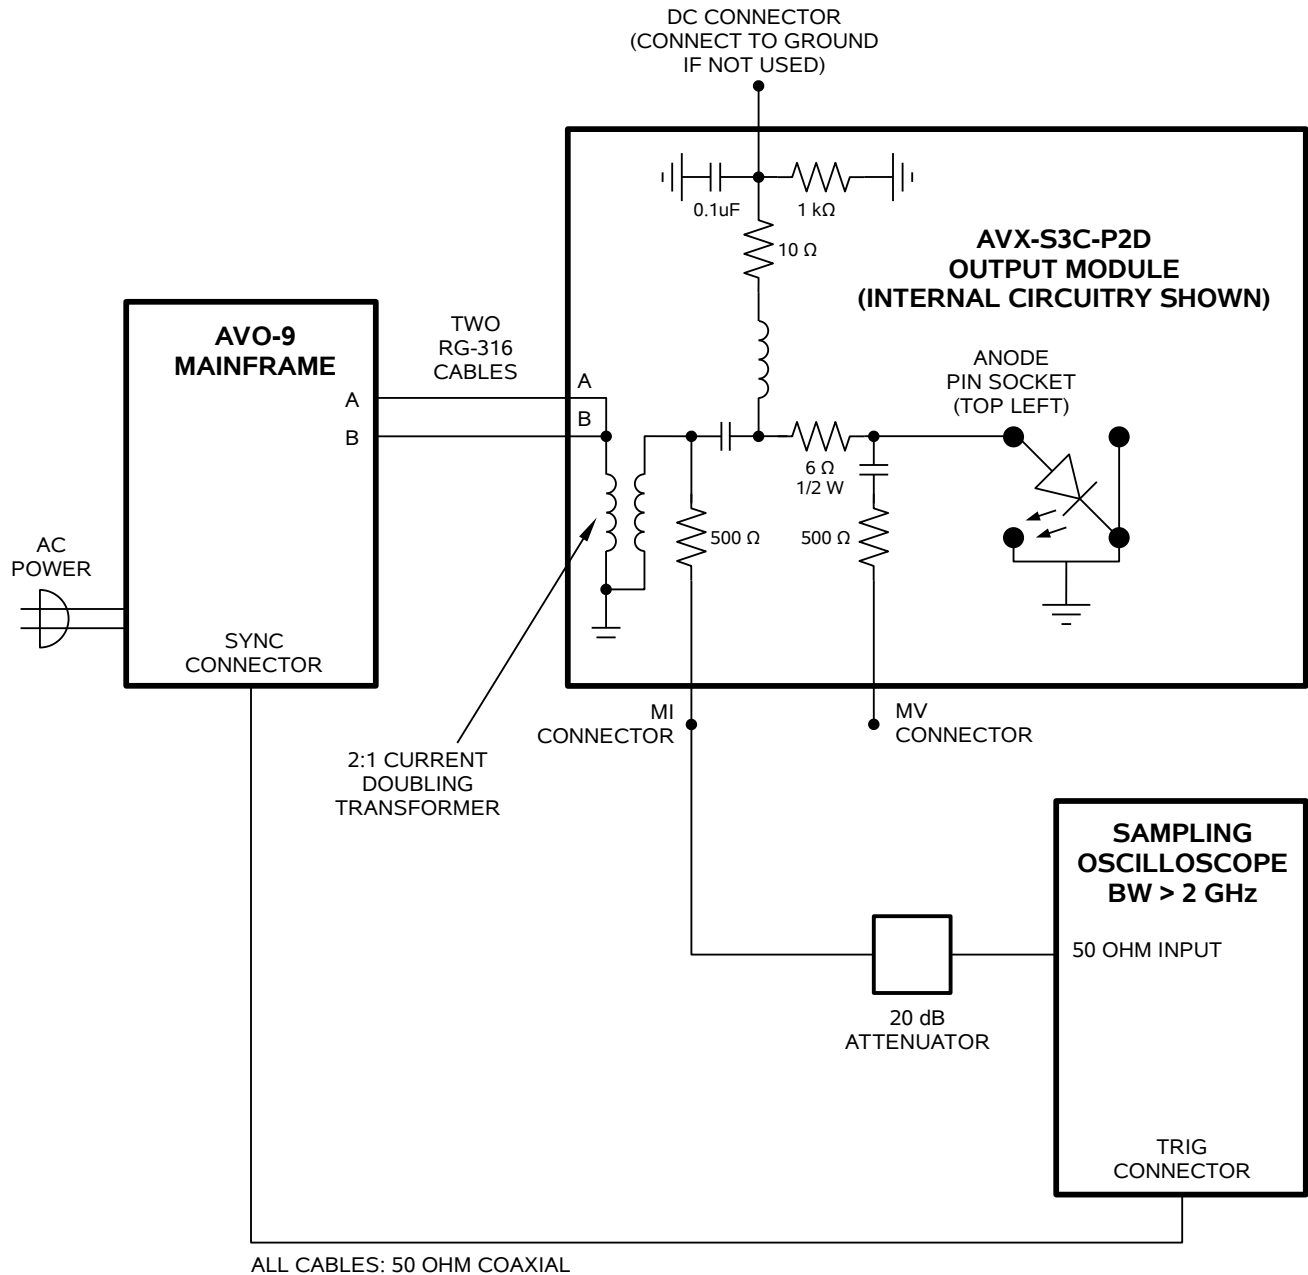 DC CONNECTOR
(CONNECT TO GROUND
IF NOT USED)
0.1uF
1 kΩ
10 Ω
AVX-S3C-P2D
OUTPUT MODULE
(INTERNAL CIRCUITRY SHOWN)
AVO-9
MAINFRAME
A
B
TWO
RG-316
CABLES
A
B
ANODE
PIN SOCKET
(TOP LEFT)
6 Ω
1/2 W
500 Ω
500 Ω
AC
POWER
SYNC
CONNECTOR
MI
CONNECTOR
MV
CONNECTOR
2:1 CURRENT
DOUBLING
TRANSFORMER
SAMPLING
OSCILLOSCOPE
BW > 2 GHz
50 OHM INPUT
20 dB
ATTENUATOR
TRIG
CONNECTOR
ALL CABLES: 50 OHM COAXIAL